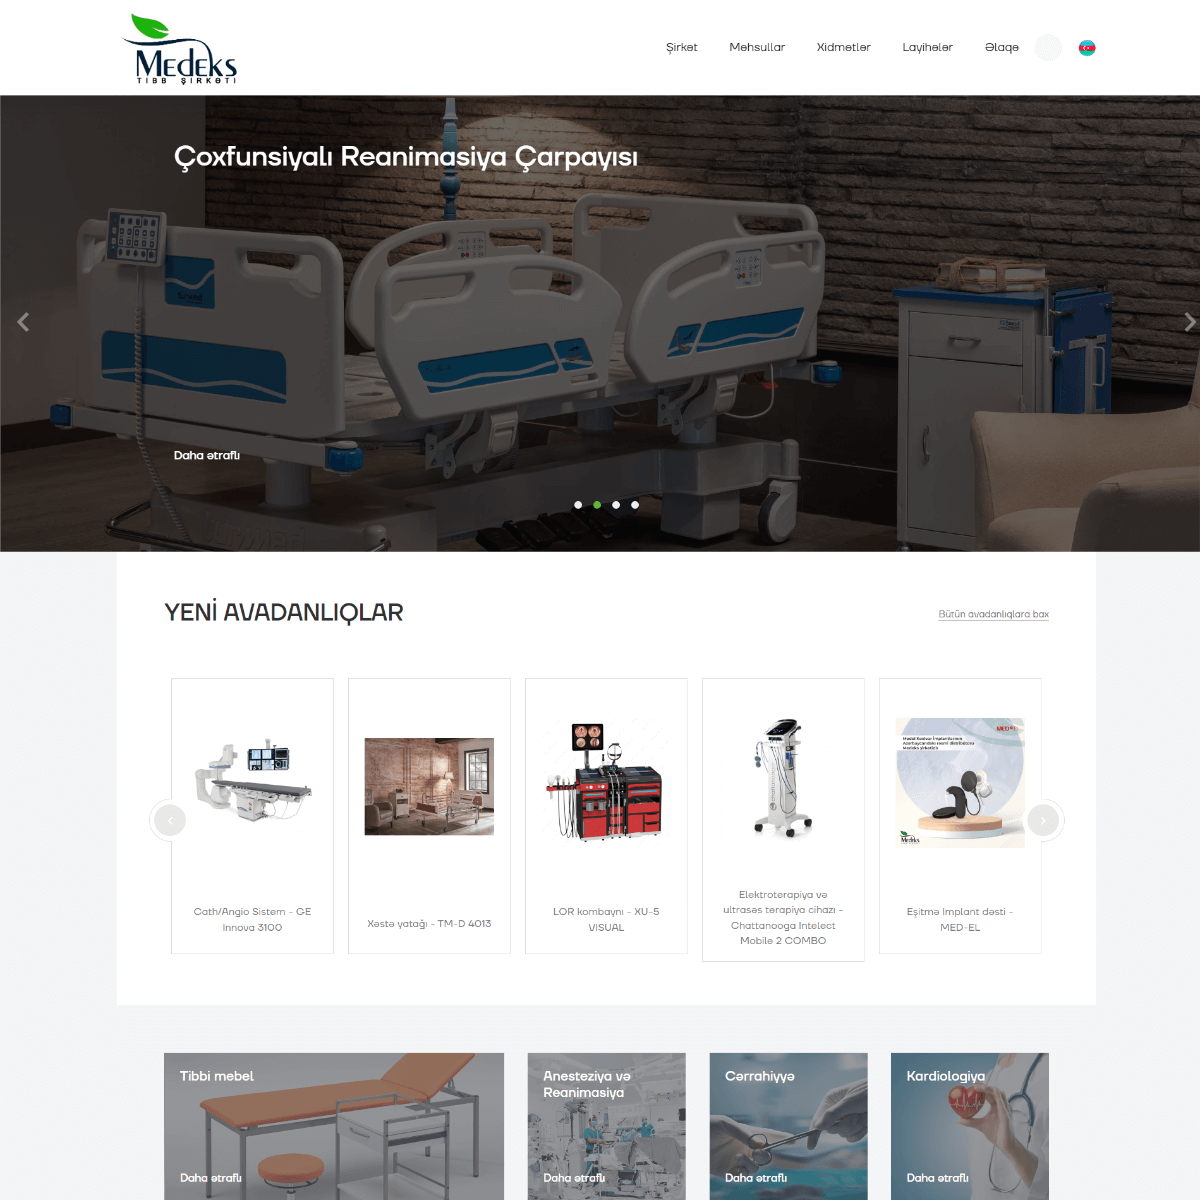 Medeks
TIBB ŞİRKƏTİ
Şirkət
Məhsullar
Xidmətlər
Layihələr
Əlaqə
Çoxfunsiyalı Reanimasiya Çarpayısı
Daha ətraflı
YENİ AVADANLIQLAR
Bütün avadanlıqlara bax
Cath/Angio Sistem - GE
Innova 3100
Xəstə yatağı - TM-D 4013
LOR kombaynı - XU-5
VISUAL
Elektroterapiya və
ultrasəs terapiya cihazı -
Chattanooga Intelect
Mobile 2 COMBO
Medeks
Eşitmə Implant dəsti -
MED-EL
Tibbi mebel
Daha ətraflı
Anesteziya və
Reanimasiya
Daha ətraflı
Cərrahiyyə
Daha ətraflı
Kardiologiya
Daha ətraflı